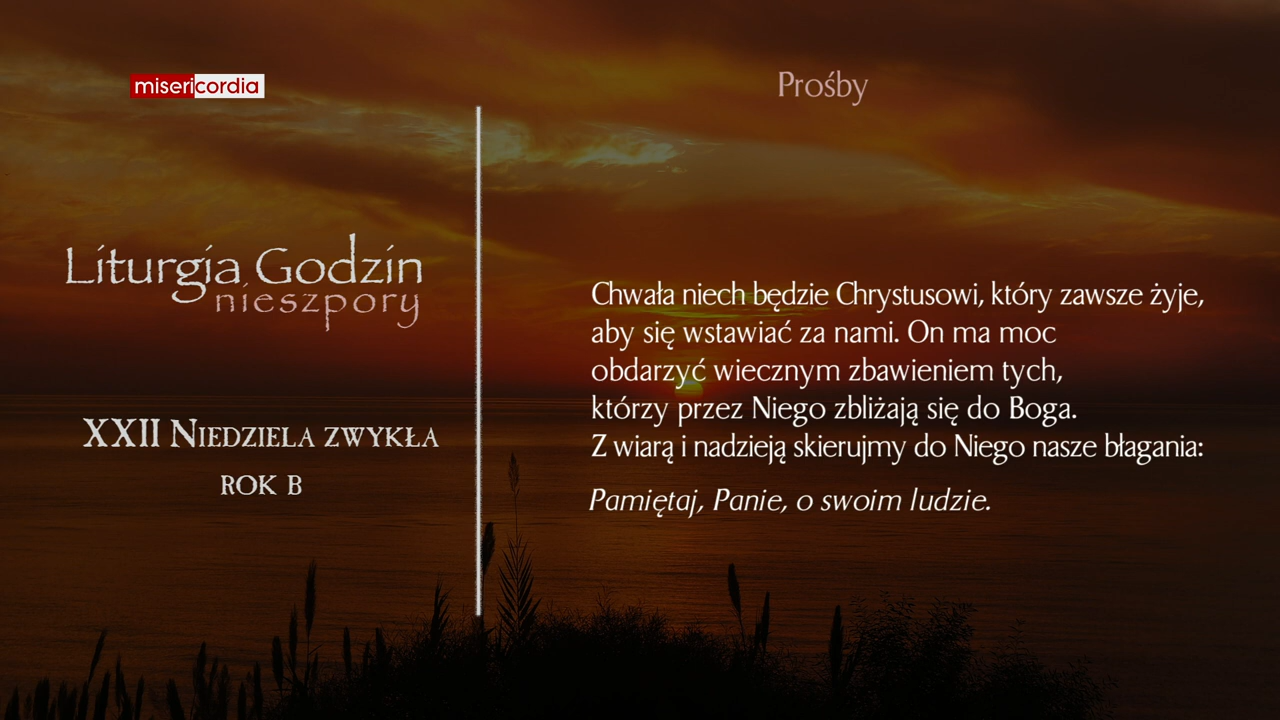 misericordia
Liturgia Godzin
nieszpory
XXII Niedziela zwykła
rok B
Prośby
Chwała niech będzie Chrystusowi, który zawsze żyje,
aby się wstawiać za nami. On ma moc
obdarzyć wiecznym zbawieniem tych,
którzy przez Niego zbliżają się do Boga.
Z wiarą i nadzieją skierujmy do Niego nasze błagania:
Pamiętaj, Panie, o swoim ludzie.